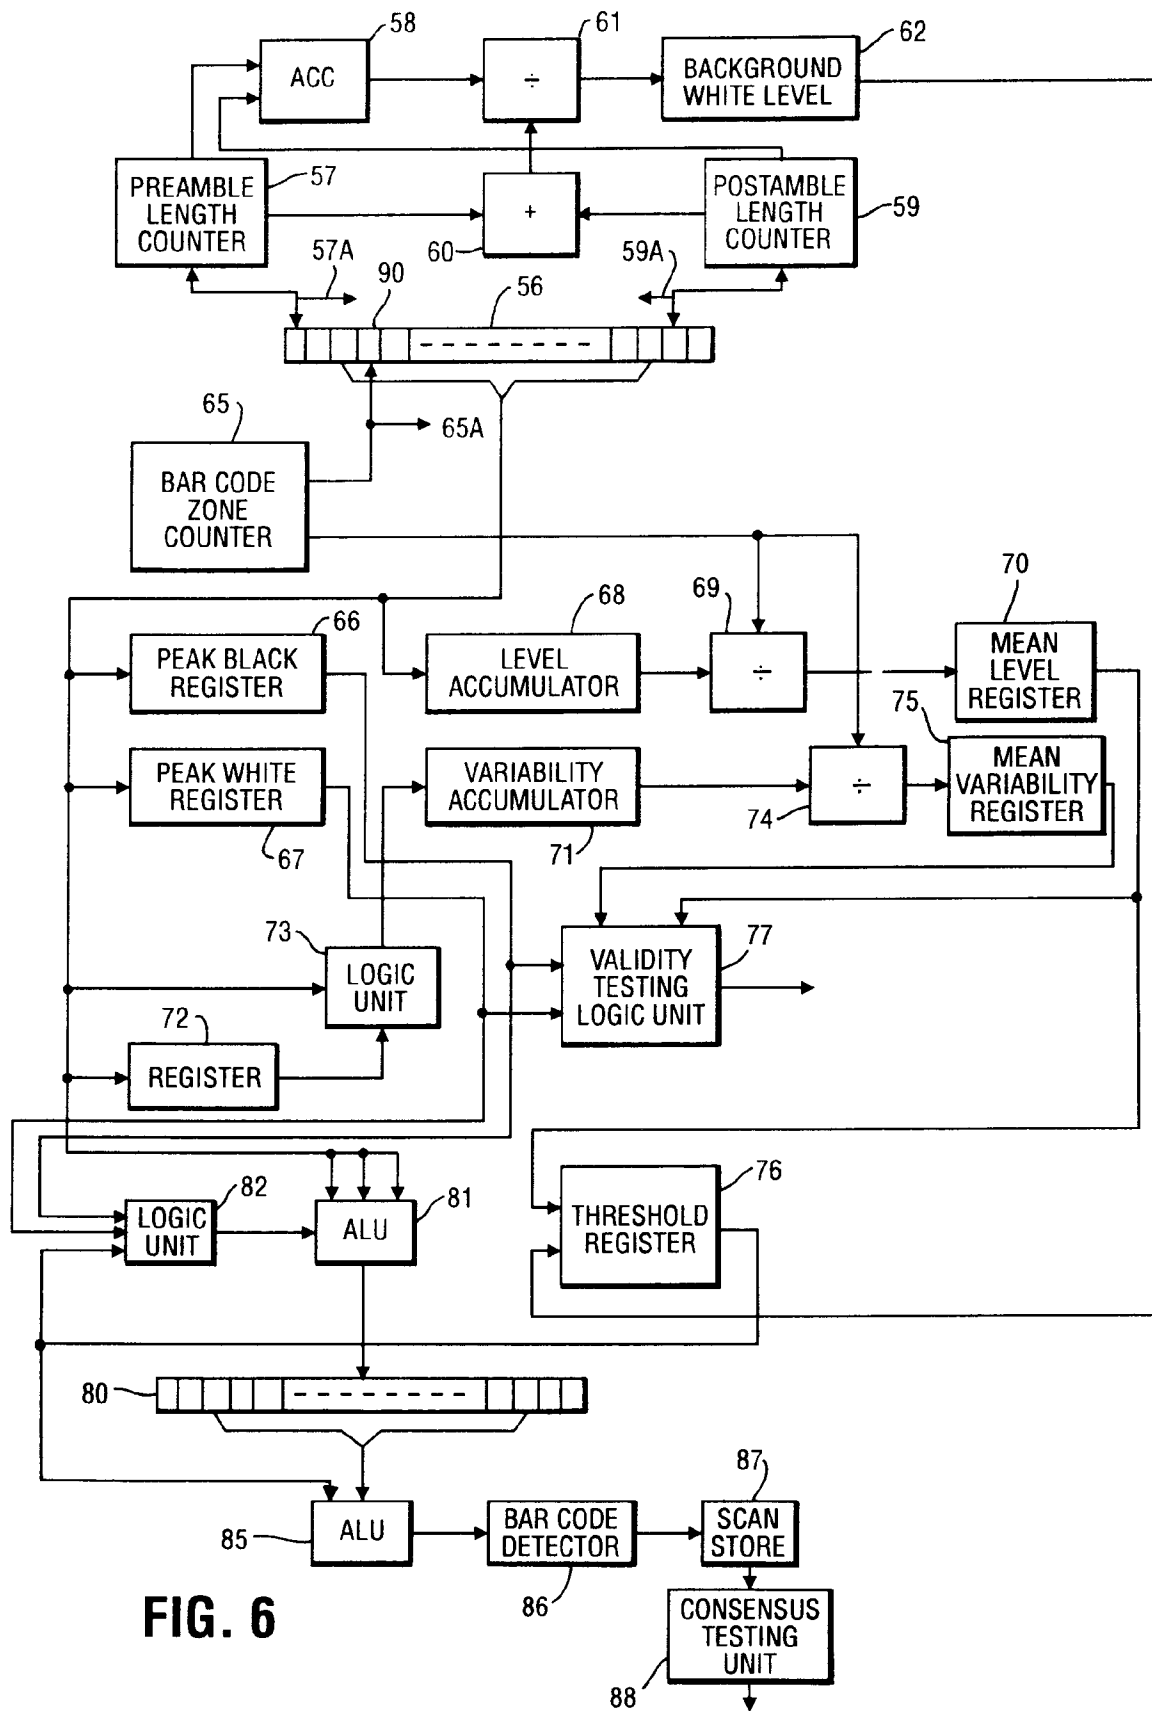 58
61
62
ACC
÷
BACKGROUND
WHITE LEVEL
57
PREAMBLE
LENGTH
COUNTER
+
60
POSTAMBLE
LENGTH
COUNTER
59
57A
90
56
59A
65
65A
BAR CODE
ZONE
COUNTER
66
PEAK BLACK
REGISTER
68
LEVEL
ACCUMULATOR
69
÷
70
MEAN
LEVEL
REGISTER
PEAK WHITE
REGISTER
67
VARIABILITY
ACCUMULATOR
71
÷
74
75
MEAN
VARIABILITY
REGISTER
73
LOGIC
UNIT
VALIDITY
TESTING
LOGIC UNIT
77
72
REGISTER
82
LOGIC
UNIT
81
ALU
76
THRESHOLD
REGISTER
80
ALU
85
BAR CODE
DETECTOR
86
87
SCAN
STORE
CONSENSUS
TESTING
UNIT
88
FIG. 6